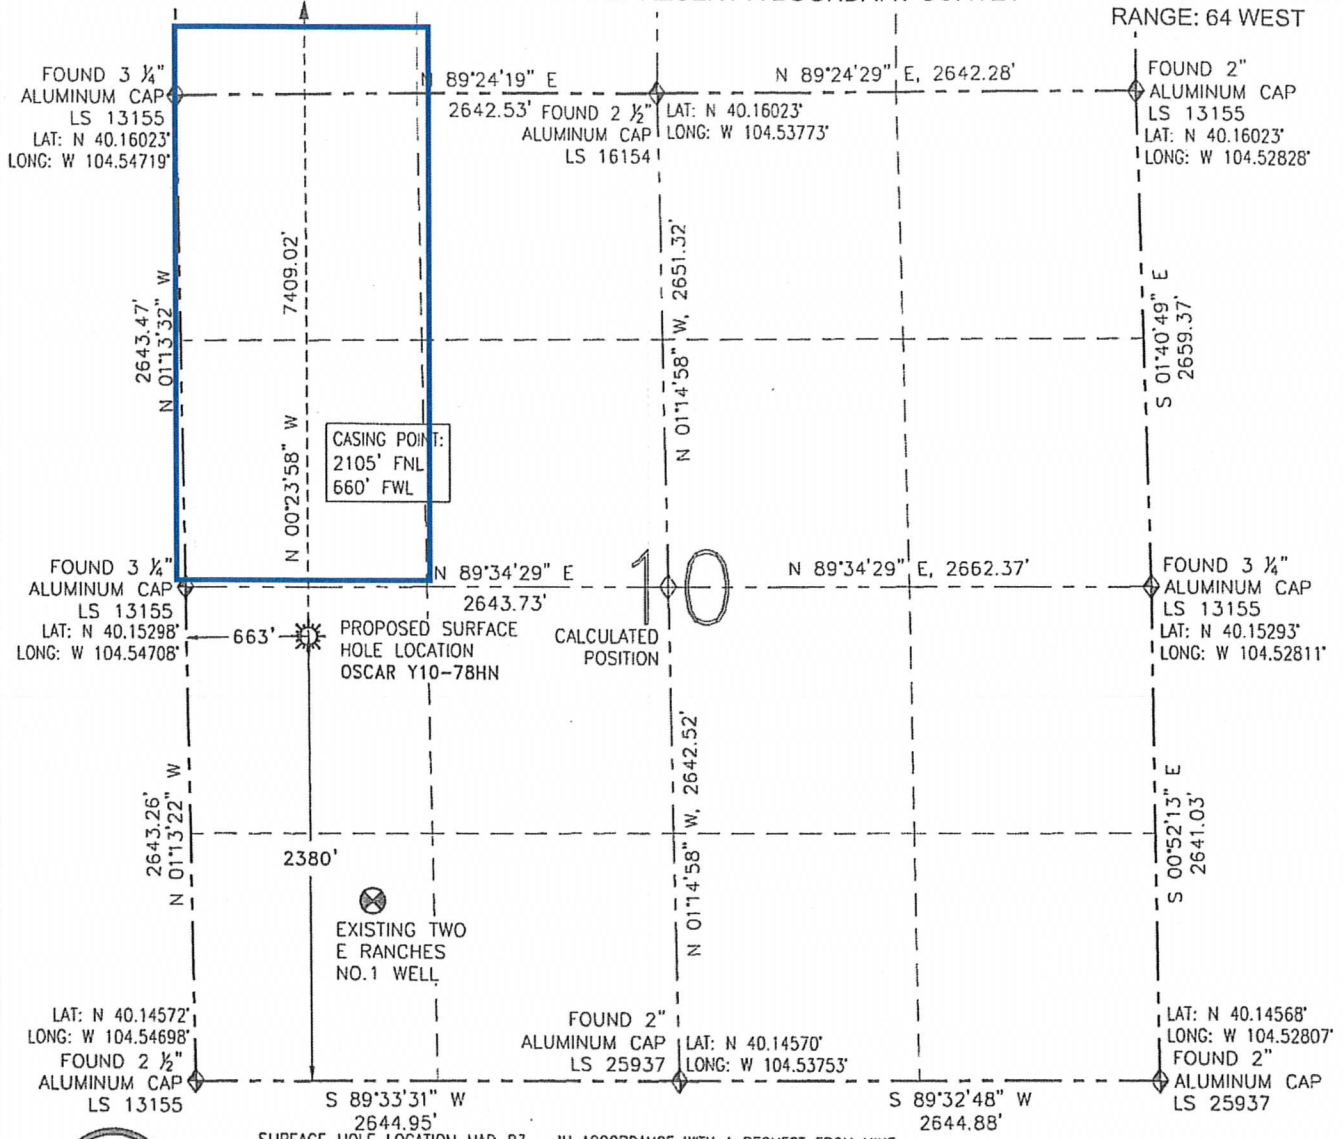 RANGE: 64 WEST
FOUND 3 ¼"
ALUMINUM CAP
LS 13155
LAT: N 40.16023°
LONG: W 104.54719°
N 89°24'19" E
2642.53'
FOUND 2 ½"
ALUMINUM CAP
LS 16154
LAT: N 40.16023°
LONG: W 104.53773°
N 89°24'29" E, 2642.28'
FOUND 2"
ALUMINUM CAP
LS 13155
LAT: N 40.16023°
LONG: W 104.52828°
2643.47'
N 01°13'32" W
7409.02'
N 00°23'58" W
N 01°14'58" W, 2651.32'
S 01°40'49" E
2659.37'
CASING POINT:
2105' FNL
660' FWL
FOUND 3 ¼"
ALUMINUM CAP
LS 13155
LAT: N 40.15298°
LONG: W 104.54708°
N 89°34'29" E
2643.73'
10
CALCULATED
POSITION
N 89°34'29" E, 2662.37'
FOUND 3 ¼"
ALUMINUM CAP
LS 13155
LAT: N 40.15293°
LONG: W 104.52811°
663'
PROPOSED SURFACE
HOLE LOCATION
OSCAR Y10-78HN
2643.26'
N 01°13'22" W
2380'
N 01°14'58" W, 2642.52'
S 00°52'13" E
2641.03'
EXISTING TWO
E RANCHES
NO.1 WELL
LAT: N 40.14572°
LONG: W 104.54698°
FOUND 2 ½"
ALUMINUM CAP
LS 13155
S 89°33'31" W
2644.95'
FOUND 2"
ALUMINUM CAP
LS 25937
LAT: N 40.14570°
LONG: W 104.53753°
S 89°32'48" W
2644.88'
LAT: N 40.14568°
LONG: W 104.52807°
FOUND 2"
ALUMINUM CAP
LS 25937